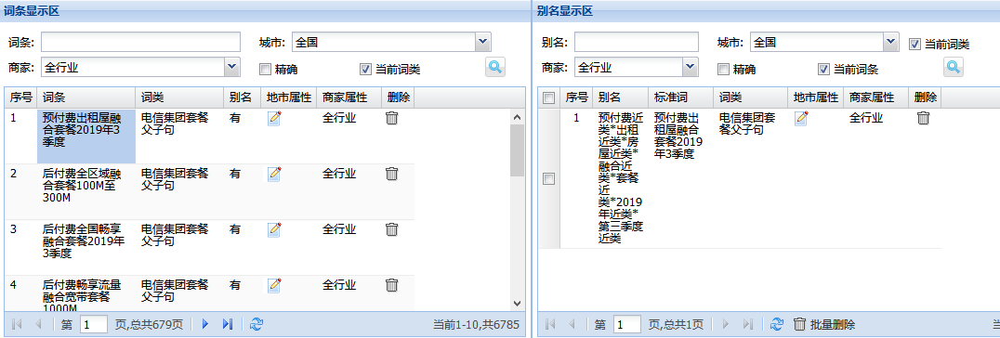 词条显示区
词条:
城市: 全国
商家: 全行业
精确
当前词类
序号 词条 词类 别名 地市属性 商家属性 删除
1 预付费出租屋融 电信集团套餐 有 全行业
合套餐2019年3 父子句
季度
2 后付费全区域融 电信集团套餐 有 全行业
合套餐100M至 父子句
300M
3 后付费全国畅享 电信集团套餐 有 全行业
融合套餐2019年 父子句
3季度
4 后付费畅享流量 电信集团套餐 有 全行业
融合宽带套餐 父子句
1000M
第 1 页,总共679页 当前1-10,共6785
别名显示区
别名:
城市: 全国
当前词类
商家: 全行业
精确
当前词条
序号 别名 标准词 词类 地市属性 商家属性 删除
1 预付费近 预付费出 电信集团套 全行业
类*出租 租屋融合 餐父子句
近类*房 套餐2019
屋近类* 年3季度
融合近
类*套餐
近
类*2019
年近类*
第三季度
近类
第 1 页,总共1页 批量删除 当